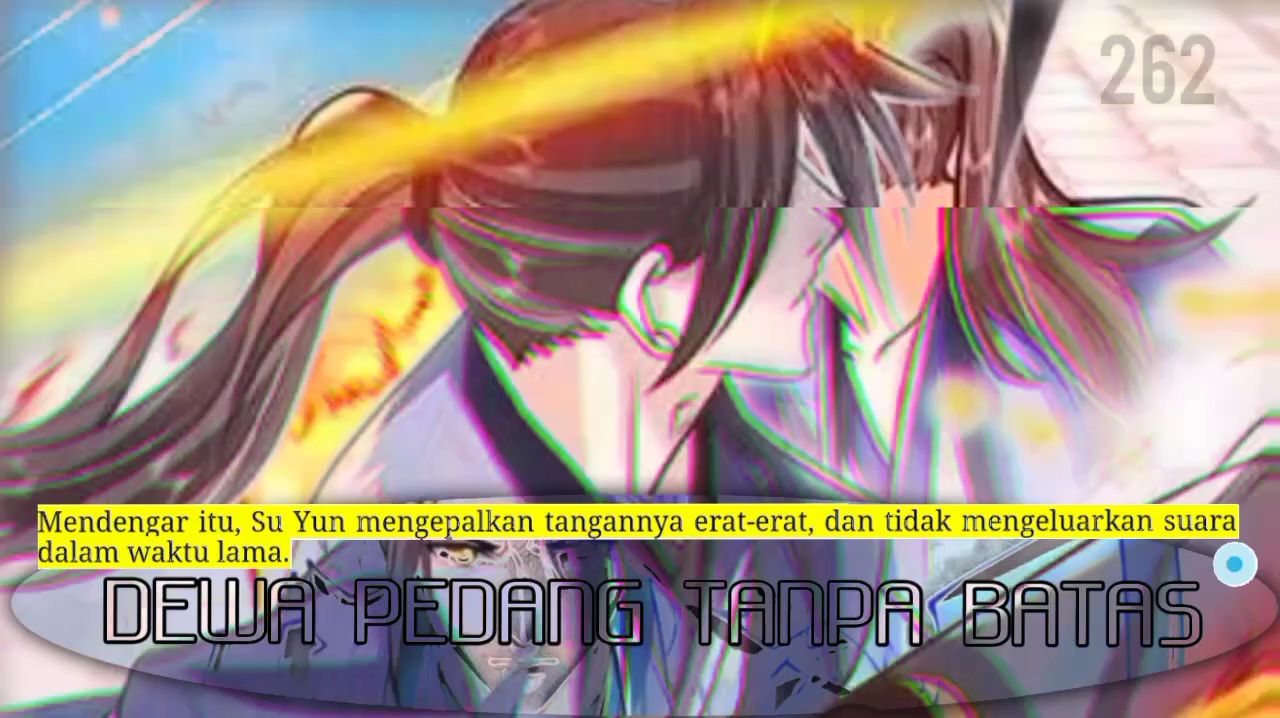 262
Mendengar itu, Su Yun mengepalkan tangannya erat-erat, dan tidak mengeluarkan suara
dalam waktu lama.
DEWA PEDANG TANPA BATAS